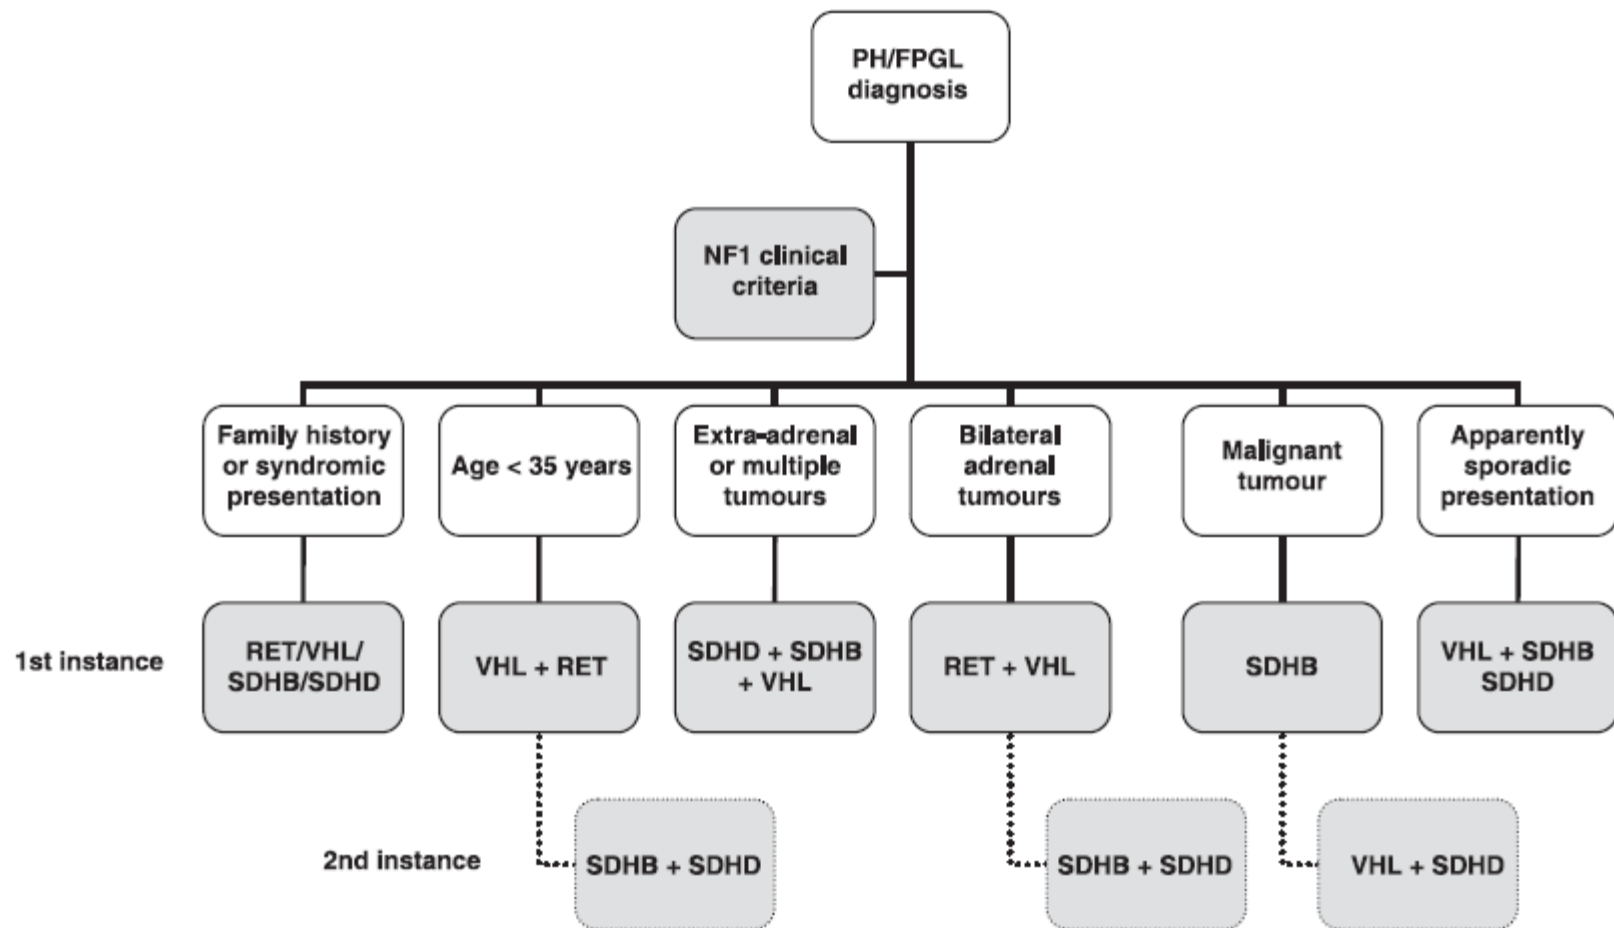 PH/FPGL
diagnosis
NF1 clinical
criteria
Family history
or syndromic
presentation
Age < 35 years
Extra-adrenal
or multiple
tumours
Bilateral
adrenal
tumours
Malignant
tumour
Apparently
sporadic
presentation
1st instance
RET/VHL/
SDHB/SDHD
VHL + RET
SDHD + SDHB
+ VHL
RET + VHL
SDHB
VHL + SDHB
SDHD
2nd instance
SDHB + SDHD
SDHB + SDHD
VHL + SDHD